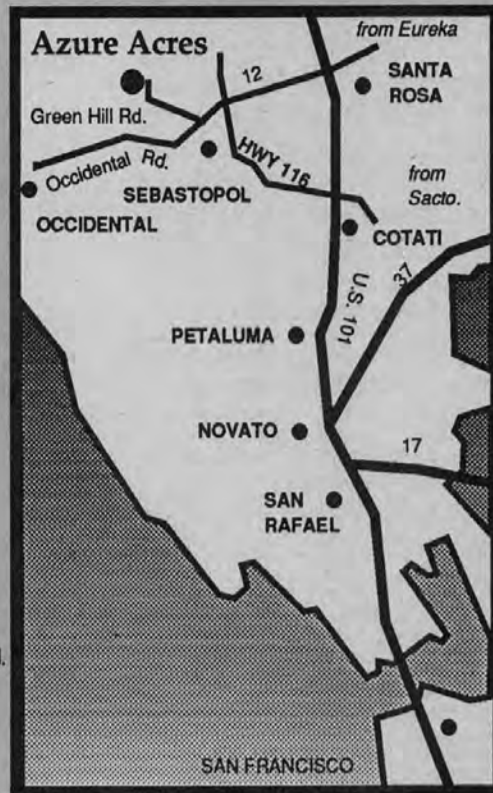 Azure Acres
from Eureka
12
SANTA
ROSA
Green Hill Rd.
Occidental Rd.
HWY 116
SEBASTOPOL
from
Sacto.
OCCIDENTAL
COTATI
U.S. 101
37
PETALUMA
NOVATO
17
SAN
RAFAEL
SAN FRANCISCO